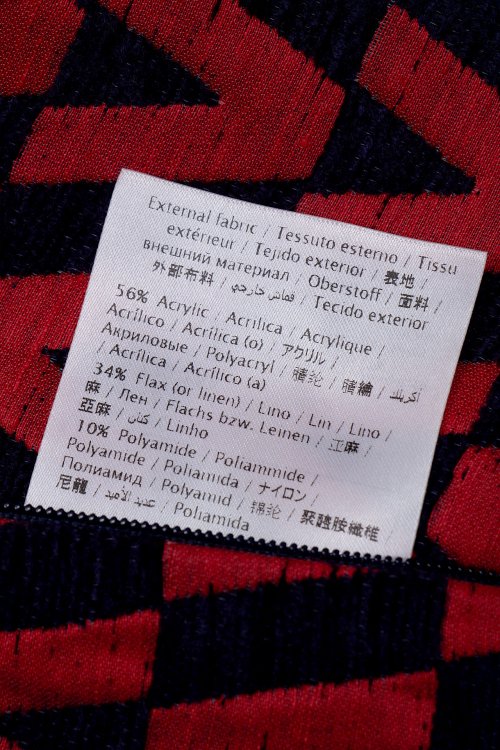 External fabric / Tessuto esterno / Tissu
extérieur / Tejido exterior / 表地 /
внешний материал / Oberstoff / 面料 /
外部布料 / قماش خارجي / Tecido exterior
56% Acrylic / Acrilica / Acrylique /
Acrílico / Acrílica (o) / アクリル /
Акриловые / Polyacryl / 腈纶 / 腈綸 / أكريلك
/ Acrílica / Acrílico (a)
34% Flax (or linen) / Lino / Lin / Lino /
麻 / Лен / Flachs bzw. Leinen / 亚麻 /
亞麻 / كتان / Linho
10% Polyamide / Poliammide /
Polyamide / Poliamida / ナイロン /
Полиамид / Polyamid / 锦纶 / 聚醯胺纖維 /
尼龍 / / Poliamida